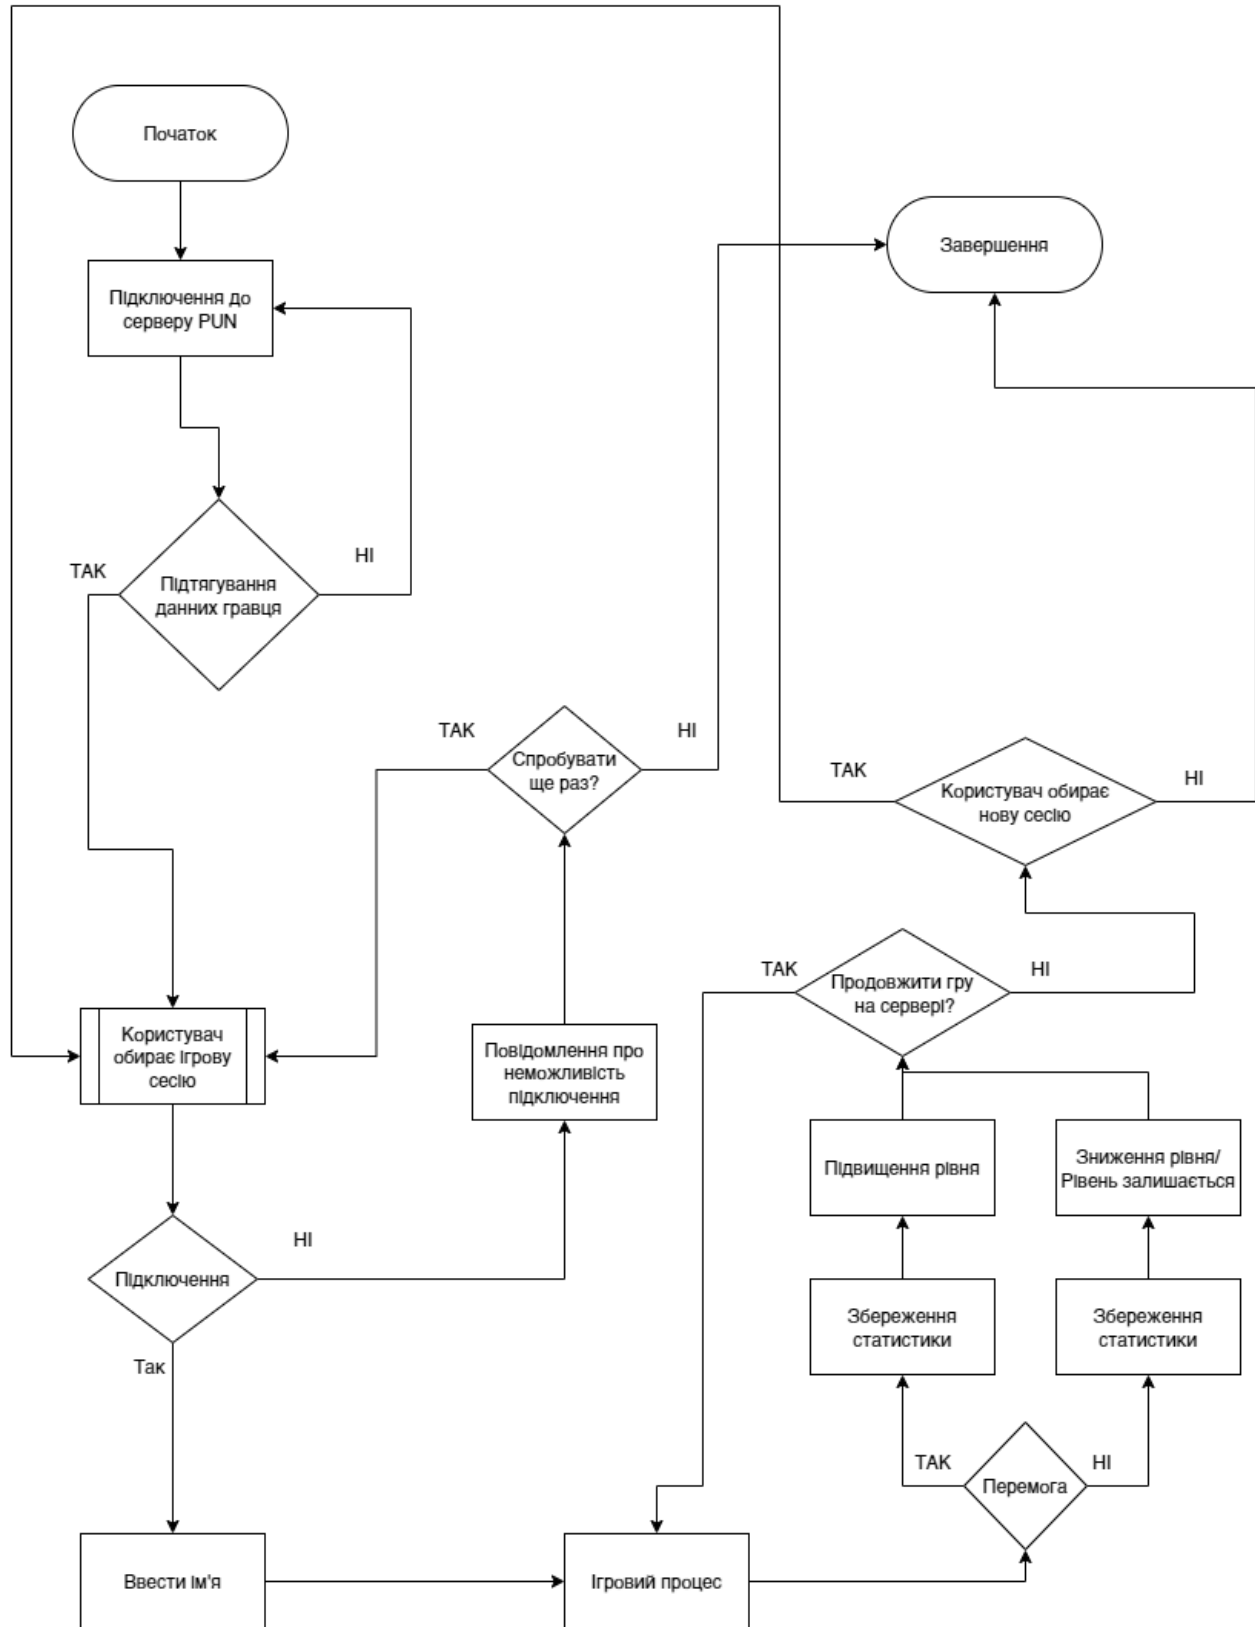 Початок
Підключення до
серверу PUN
Завершення
ТАК
НІ
Підтягування
данних гравця
ТАК
НІ
Спробувати
ще раз?
ТАК
НІ
Користувач обирає
нову сесію
ТАК
НІ
Продовжити гру
на сервері?
Користувач
обирає ігрову
сесію
Повідомлення про
неможливість
підключення
Підвищення рівня
Зниження рівня/
Рівень залишається
НІ
Підключення
Так
Збереження
статистики
Збереження
статистики
ТАК
НІ
Перемога
Ввести ім'я
Ігровий процес